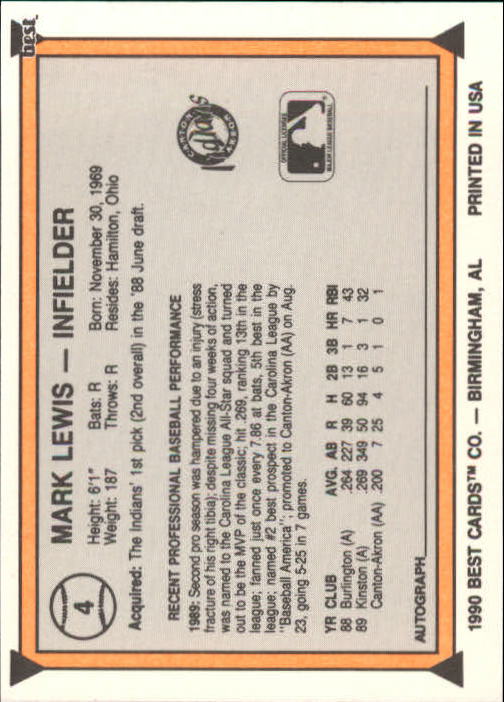 best
4
MARK LEWIS — INFIELDER
Height: 6'1" Bats: R Born: November 30, 1969
Weight: 187 Throws: R Resides: Hamilton, Ohio
Acquired: The Indians' 1st pick (2nd overall) in the '88 June draft.
RECENT PROFESSIONAL BASEBALL PERFORMANCE
1989: Second pro season was hampered due to an injury (stress
fracture of his right tibia); despite missing four weeks of action,
was named to the Carolina League All-Star squad and turned
out to be the MVP of the classic; hit .269, ranking 13th in the
league; fanned just once every 7.86 at bats, 5th best in the
league; named #2 best prospect in the Carolina League by
"Baseball America"; promoted to Canton-Akron (AA) on Aug.
23, going 5-25 in 7 games.
YR CLUB AVG. AB R H 2B 3B HR RBI
88 Burlington (A) .264 227 39 60 13 1 7 43
89 Kinston (A) .269 349 50 94 16 3 1 32
Canton-Akron (AA) .200 7 25 4 5 1 0 1
CANTON
Indians
AKRON
OFFICIAL LICENSEE
MAJOR LEAGUE BASEBALL
AUTOGRAPH
1990 BEST CARDS™ CO. — BIRMINGHAM, AL PRINTED IN USA